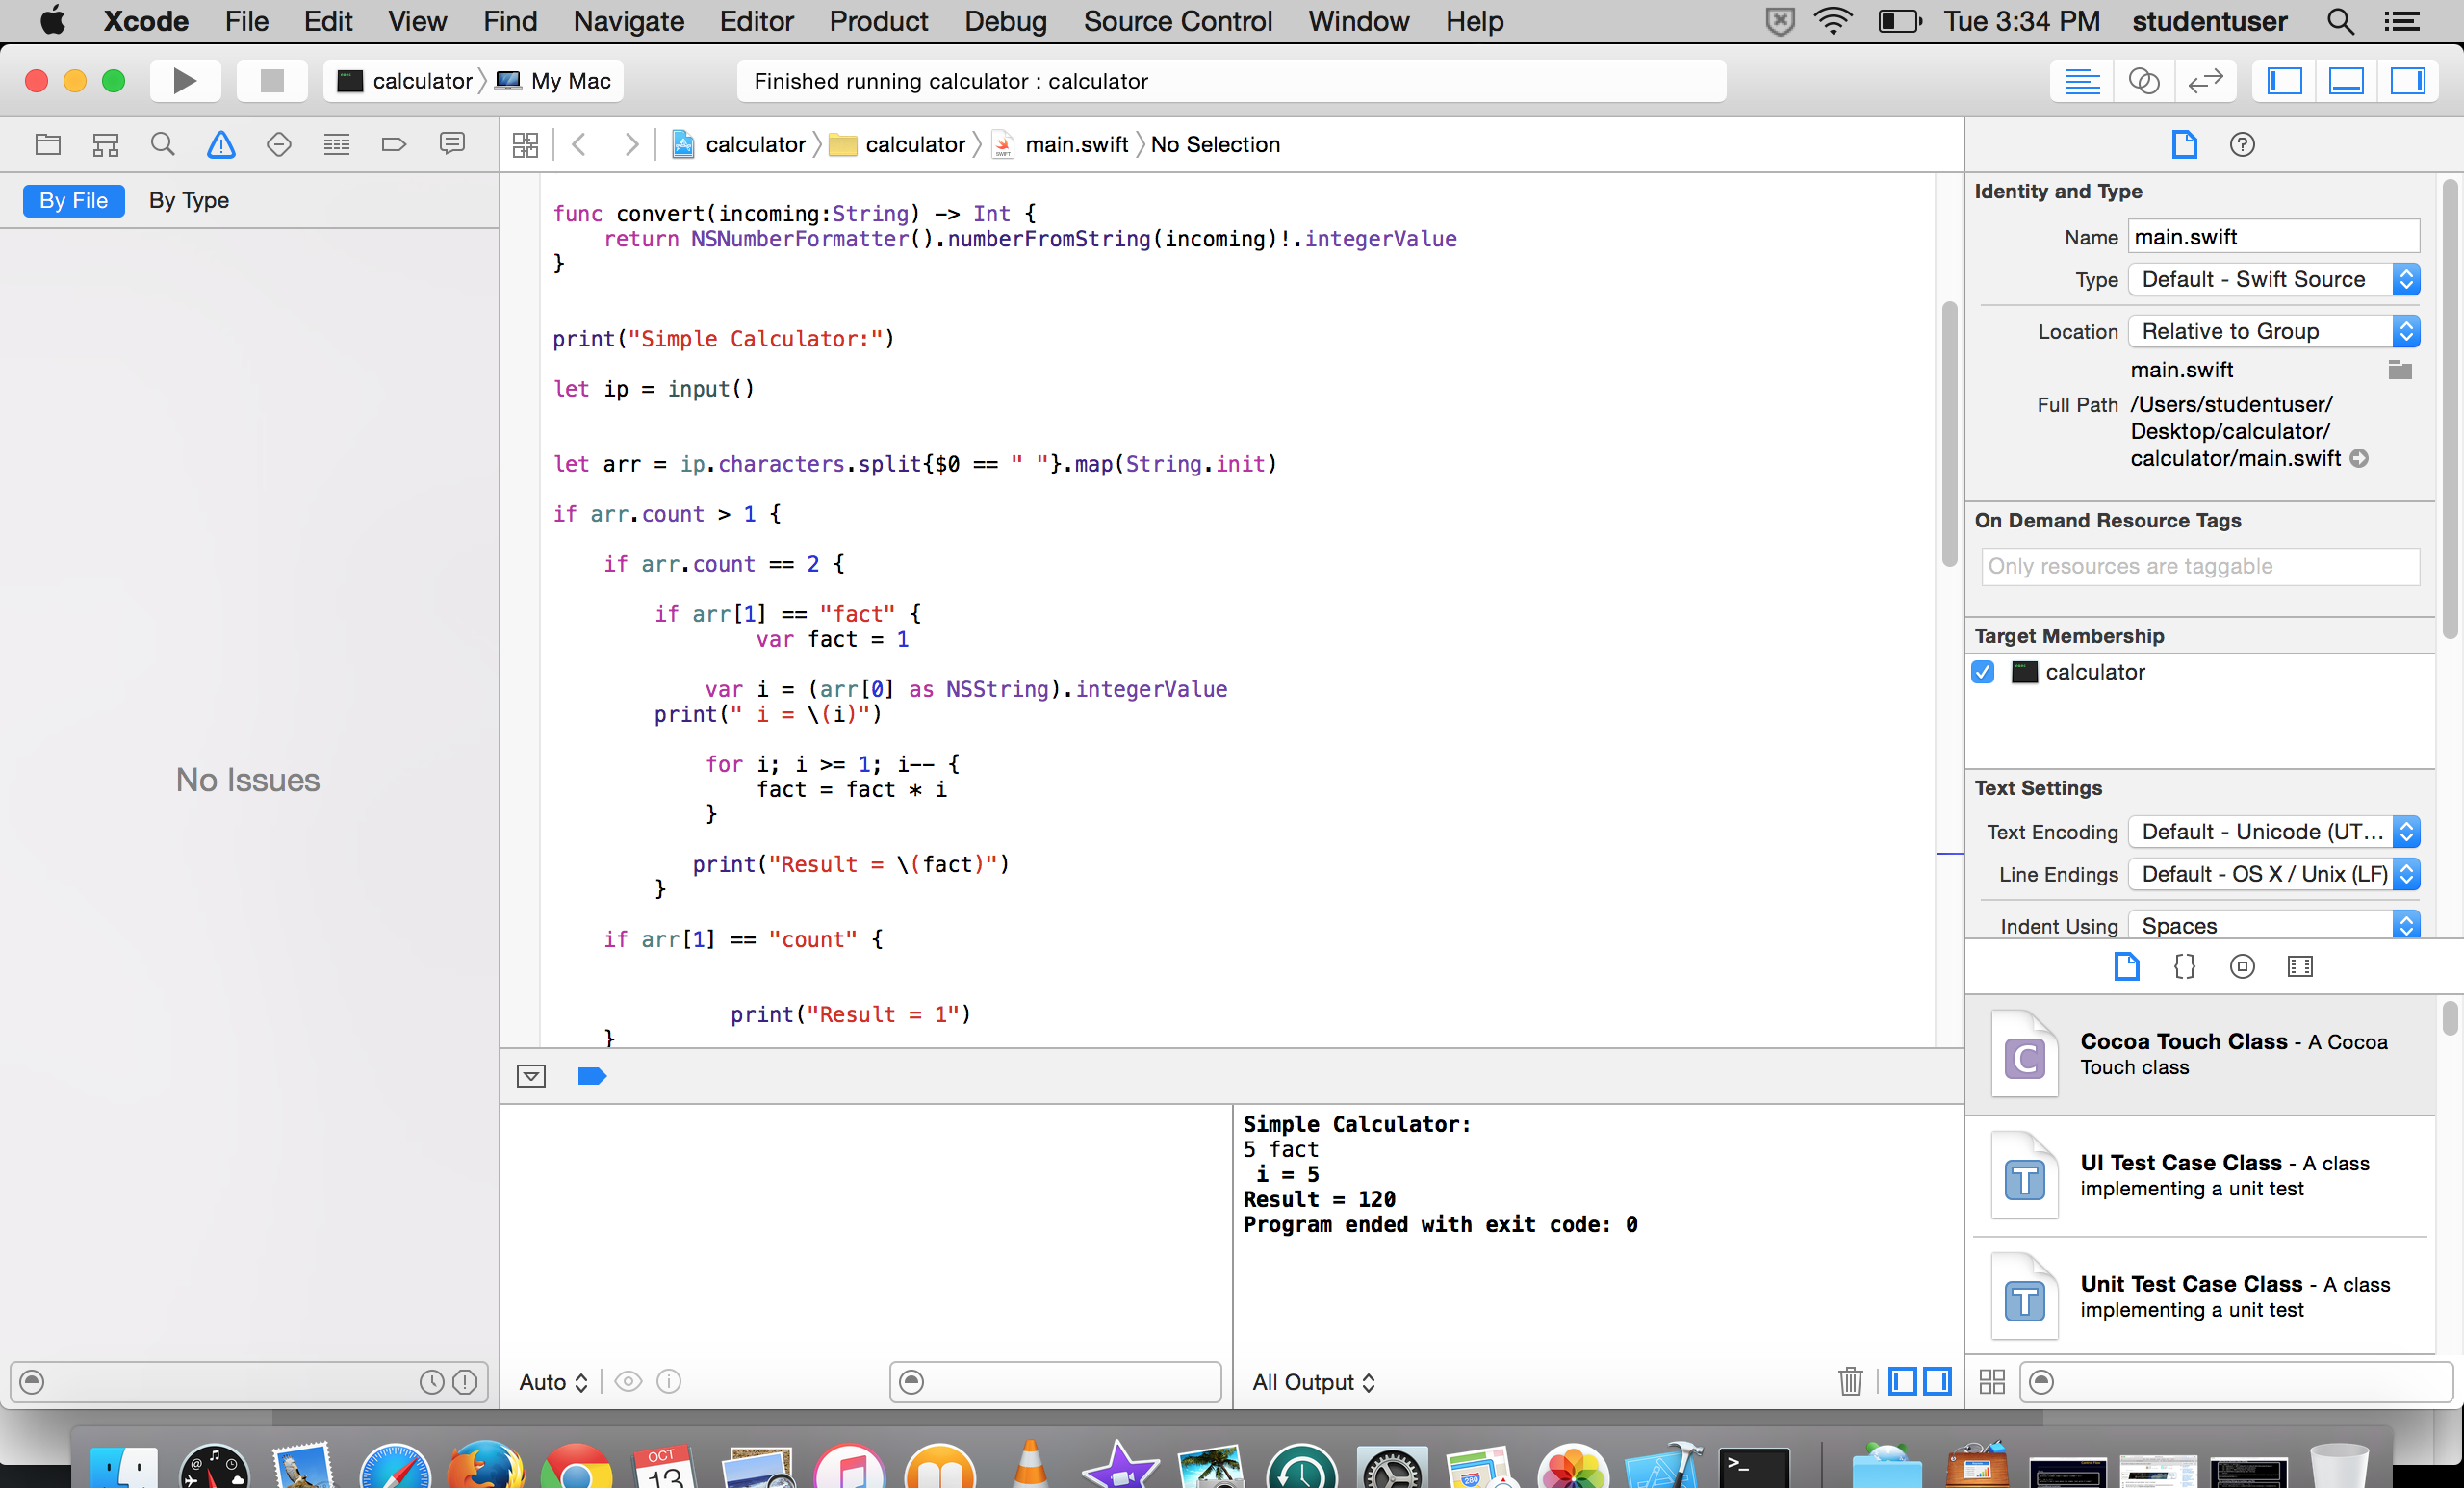 Xcode File Edit View Find Navigate Editor Product Debug Source Control Window Help Tue 3:34 PM studentuser
calculator My Mac
Finished running calculator : calculator
calculator calculator main.swift No Selection
By File By Type
No Issues
func convert(incoming:String) -> Int {
    return NSNumberFormatter().numberFromString(incoming)!.integerValue
}
print("Simple Calculator:")
let ip = input()
let arr = ip.characters.split{$0 == " "}.map(String.init)
if arr.count > 1 {
    if arr.count == 2 {
        if arr[1] == "fact" {
                var fact = 1
            var i = (arr[0] as NSString).integerValue
        print(" i = \(i)")
            for i; i >= 1; i-- {
                fact = fact * i
            }
           print("Result = \(fact)")
        }
    if arr[1] == "count" {
              print("Result = 1")
    }
Simple Calculator:
5 fact
 i = 5
Result = 120
Program ended with exit code: 0
Auto
All Output
Identity and Type
Name main.swift
Type Default - Swift Source
Location Relative to Group
main.swift
Full Path /Users/studentuser/
Desktop/calculator/
calculator/main.swift
On Demand Resource Tags
Only resources are taggable
Target Membership
calculator
Text Settings
Text Encoding Default - Unicode (UT...
Line Endings Default - OS X / Unix (LF)
Indent Using Spaces
Cocoa Touch Class - A Cocoa
Touch class
UI Test Case Class - A class
implementing a unit test
Unit Test Case Class - A class
implementing a unit test
OCT
13